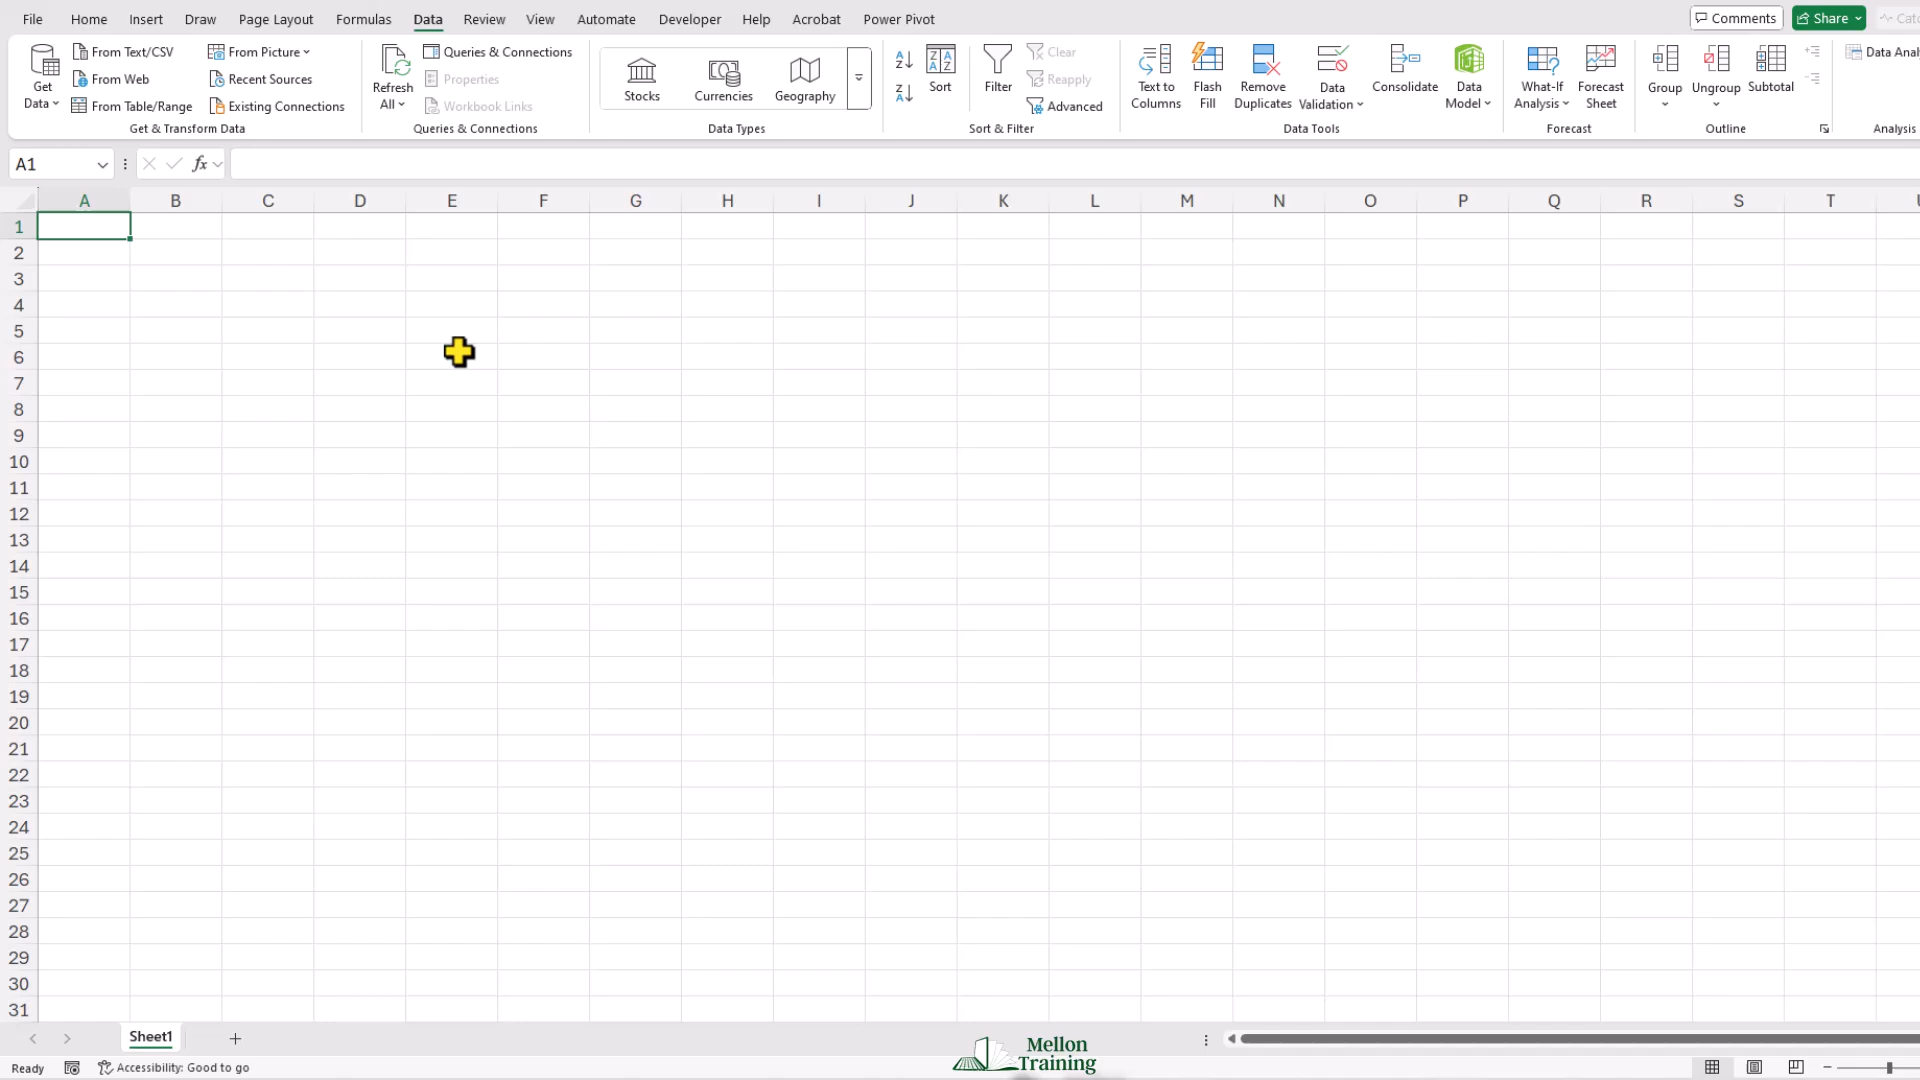 File Home Insert Draw Page Layout Formulas Data Review View Automate Developer Help Acrobat Power Pivot Comments Share
Get Data
From Text/CSV
From Web
From Table/Range
From Picture
Recent Sources
Existing Connections
Get & Transform Data
Refresh All
Queries & Connections
Properties
Workbook Links
Queries & Connections
Stocks Currencies Geography
Data Types
Sort
Filter
Clear
Reapply
Advanced
Sort & Filter
Text to Columns
Flash Fill
Remove Duplicates
Data Validation
Consolidate
Data Model
Data Tools
What-If Analysis
Forecast Sheet
Forecast
Group
Ungroup
Subtotal
Outline
Data Anal
Analysis
A1 fx
A B C D E F G H I J K L M N O P Q R S T
1
2
3
4
5
6
7
8
9
10
11
12
13
14
15
16
17
18
19
20
21
22
23
24
25
26
27
28
29
30
31
Sheet1
Mellon
Training
Ready Accessibility: Good to go